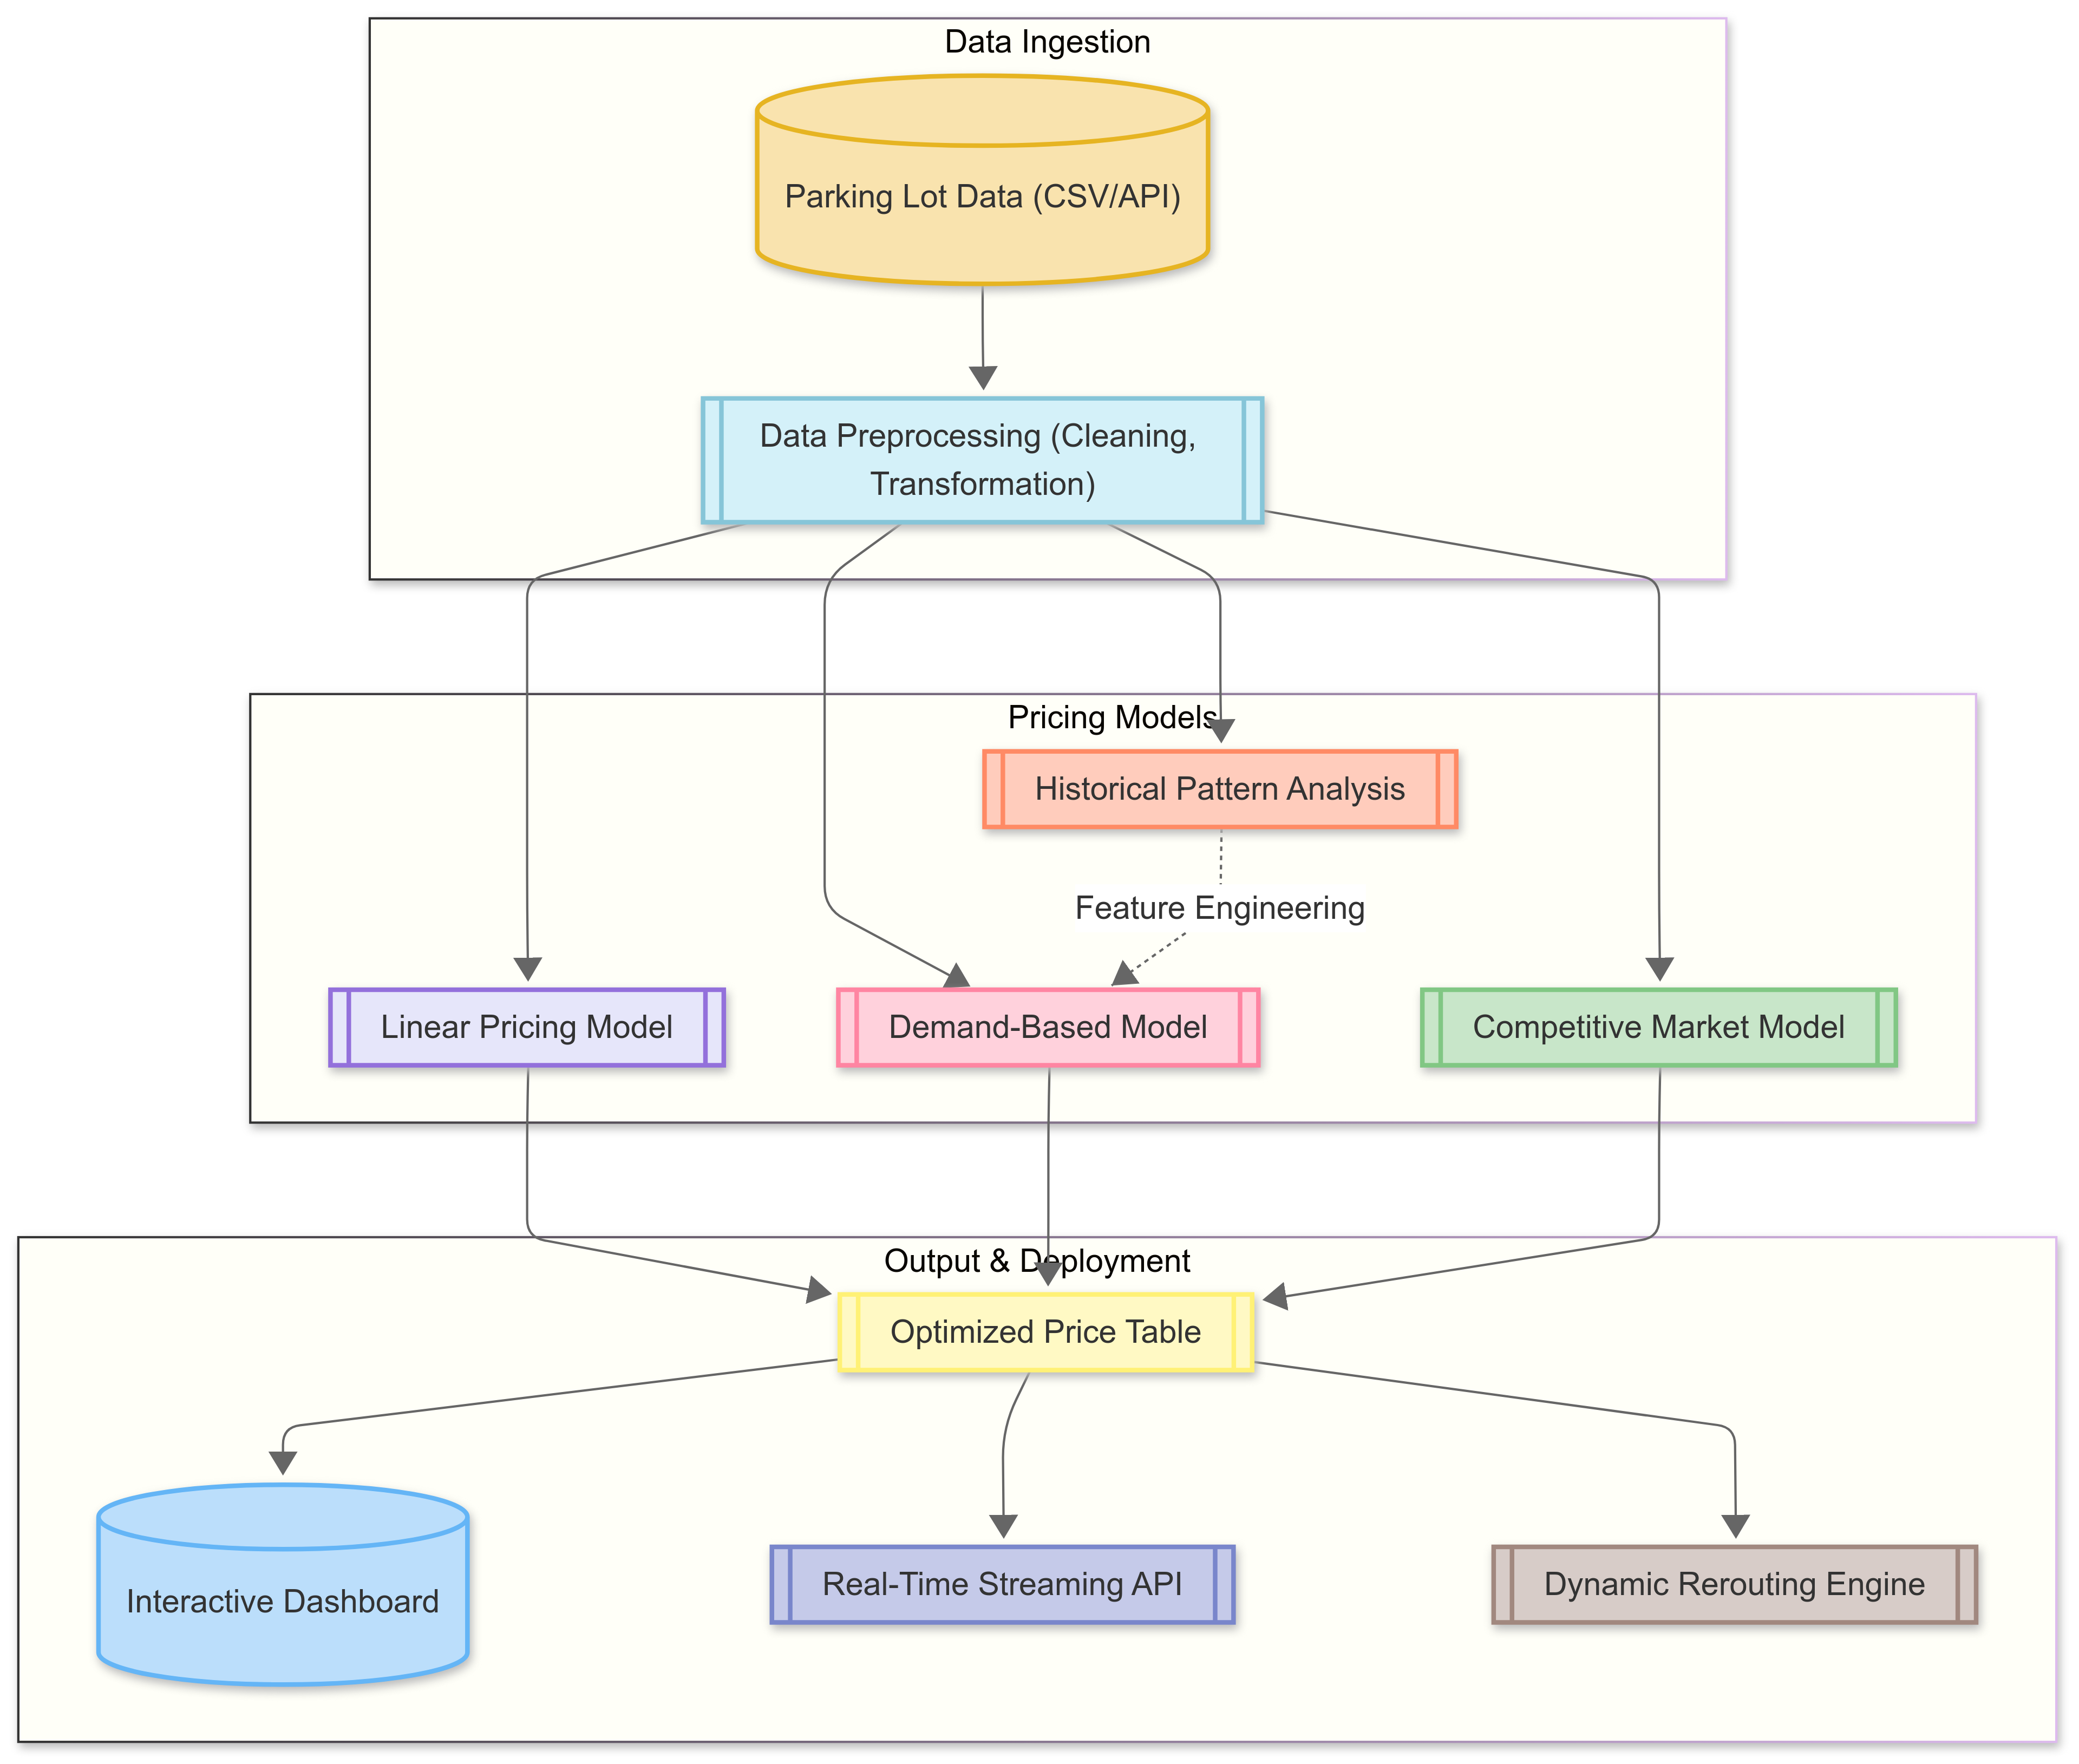 Data Ingestion
Parking Lot Data (CSV/API)
Data Preprocessing (Cleaning,
Transformation)
Pricing Models
Historical Pattern Analysis
Feature Engineering
Linear Pricing Model
Demand-Based Model
Competitive Market Model
Output & Deployment
Optimized Price Table
Interactive Dashboard
Real-Time Streaming API
Dynamic Rerouting Engine